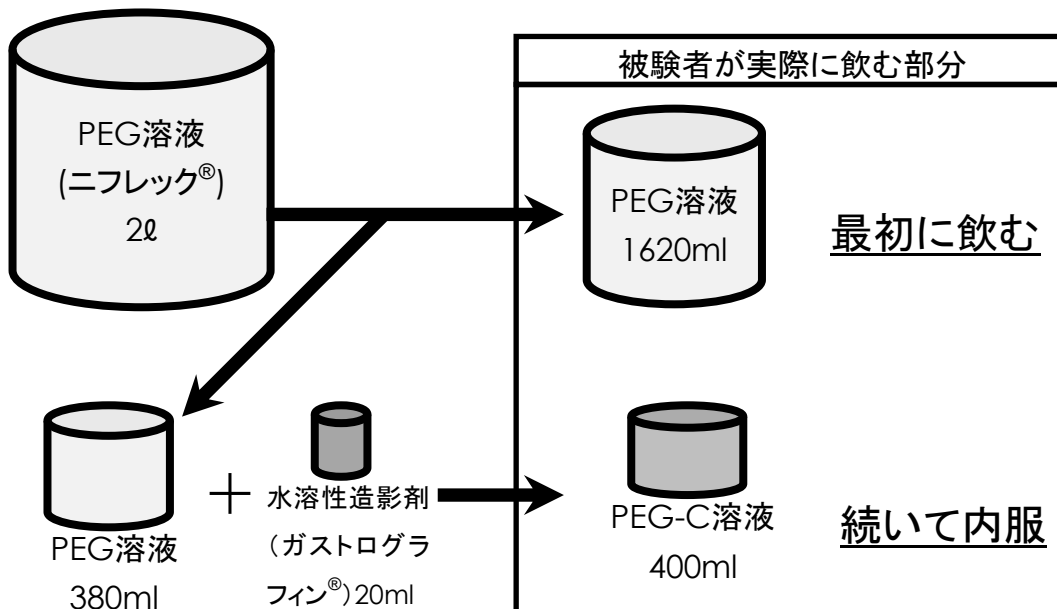 被験者が実際に飲む部分
PEG溶液
(ニフレック®)
2ℓ
PEG溶液
1620ml
最初に飲む
PEG溶液
380ml
＋
水溶性造影剤
（ガストログラ
フィン®）20ml
PEG-C溶液
400ml
続いて内服